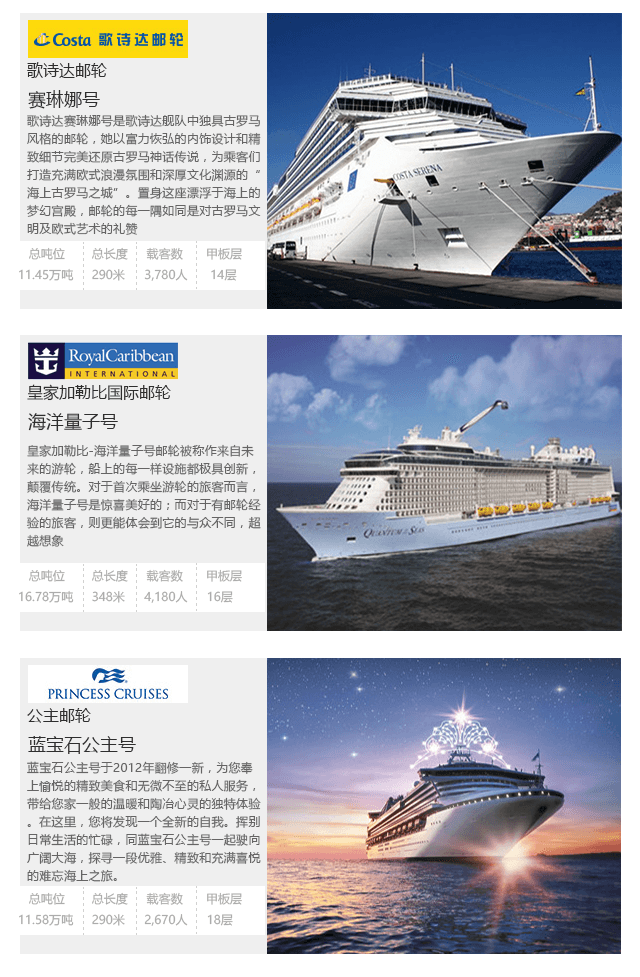 Costa 歌诗达邮轮
歌诗达邮轮
赛琳娜号
歌诗达赛琳娜号是歌诗达舰队中独具古罗马
风格的邮轮，她以富力恢弘的内饰设计和精
致细节完美还原古罗马神话传说，为乘客们
打造充满欧式浪漫氛围和深厚文化渊源的“
海上古罗马之城”。置身这座漂浮于海上的
梦幻宫殿，邮轮的每一隅如同是对古罗马文
明及欧式艺术的礼赞
总吨位 总长度 载客数 甲板层
11.45万吨 290米 3,780人 14层
COSTA SERENA
RoyalCaribbean
INTERNATIONAL
皇家加勒比国际邮轮
海洋量子号
皇家加勒比-海洋量子号邮轮被称作来自未
来的游轮，船上的每一样设施都极具创新，
颠覆传统。对于首次乘坐游轮的旅客而言，
海洋量子号是惊喜美好的；而对于有邮轮经
验的旅客，则更能体会到它的与众不同，超
越想象
总吨位 总长度 载客数 甲板层
16.78万吨 348米 4,180人 16层
QUANTUM OF THE SEAS
PRINCESS CRUISES
公主邮轮
蓝宝石公主号
蓝宝石公主号于2012年翻修一新，为您奉
上愉悦的精致美食和无微不至的私人服务，
带给您家一般的温暖和陶冶心灵的独特体验
。在这里，您将发现一个全新的自我。挥别
日常生活的忙碌，同蓝宝石公主号一起驶向
广阔大海，探寻一段优雅、精致和充满喜悦
的难忘海上之旅。
总吨位 总长度 载客数 甲板层
11.58万吨 290米 2,670人 18层